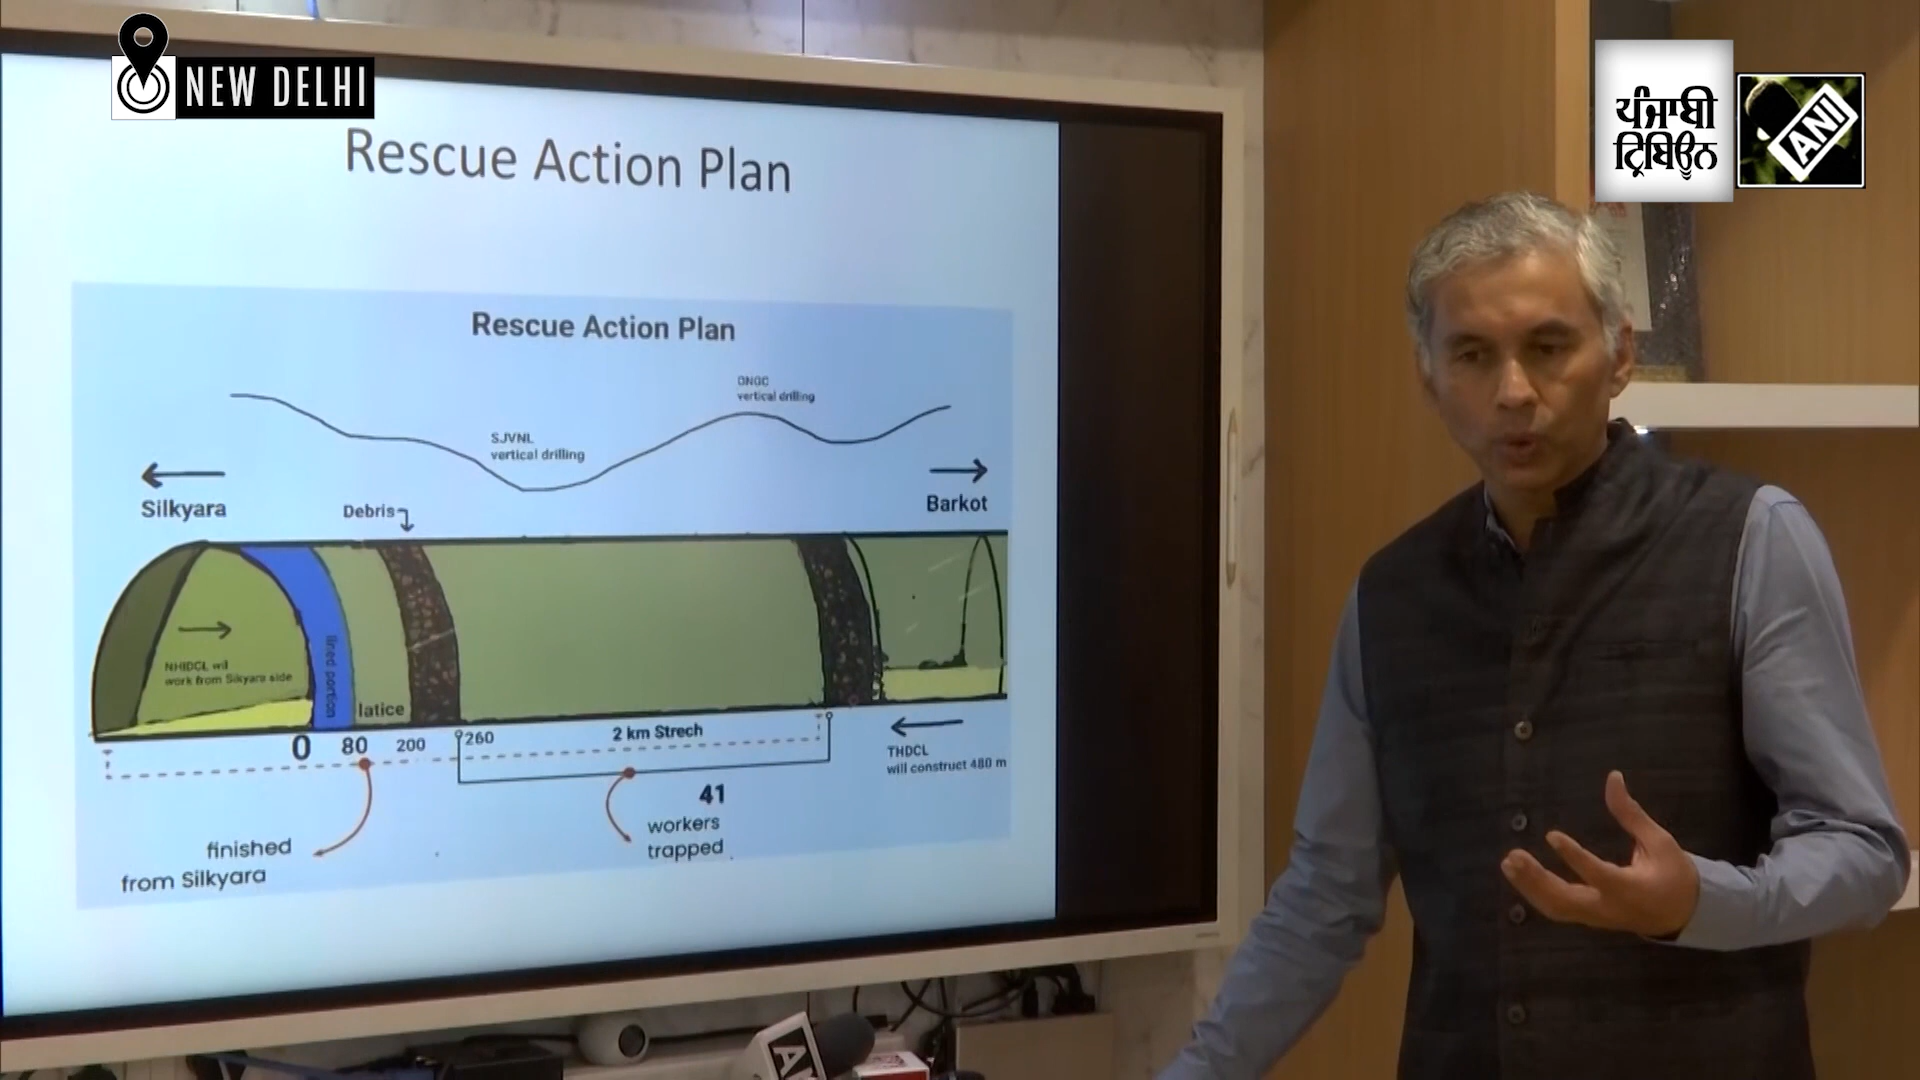 NEW DELHI
ਪੰਜਾਬੀ
ਟ੍ਰਿਬਿਊਨ
ANI
Rescue Action Plan
Rescue Action Plan
ONGC
vertical drilling
SJVNL
vertical drilling
Silkyara
Barkot
Debris
NHIDCL wil
work from Sikyara side
lined portion
latice
0 80 200 260
2 km Strech
THDCL
will construct 480 m
41
workers
trapped
finished
from Silkyara